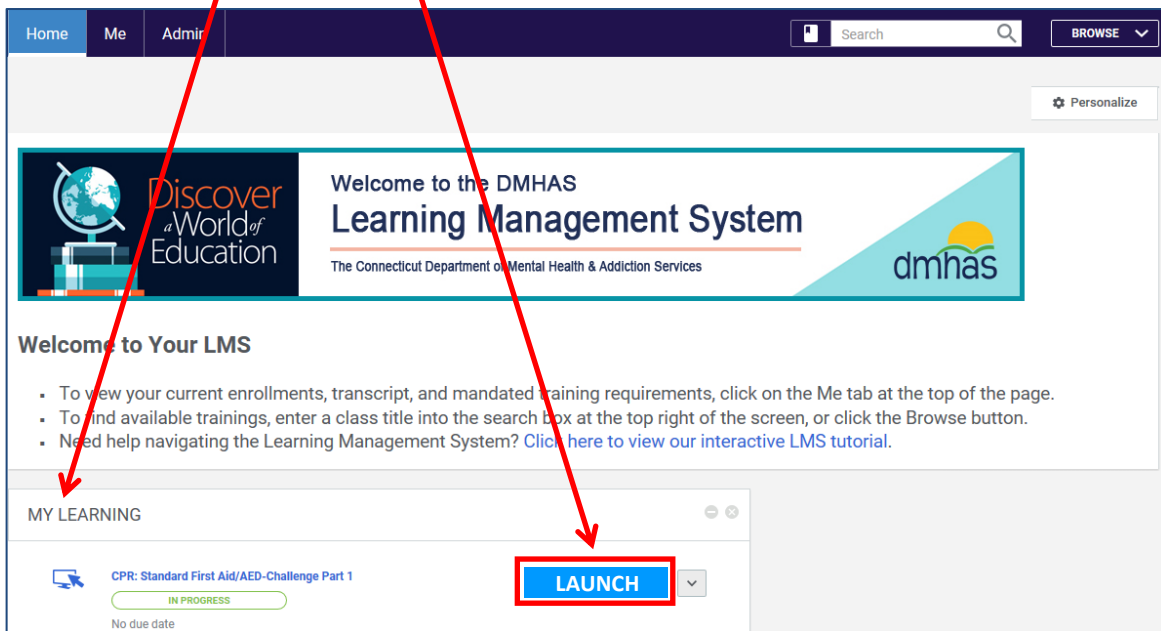 Home Me Admin Search BROWSE
Personalize
Discover
a World of
Education
Welcome to the DMHAS
Learning Management System
The Connecticut Department of Mental Health & Addiction Services
dmhas
Welcome to Your LMS
To view your current enrollments, transcript, and mandated training requirements, click on the Me tab at the top of the page.
To find available trainings, enter a class title into the search box at the top right of the screen, or click the Browse button.
Need help navigating the Learning Management System? Click here to view our interactive LMS tutorial.
MY LEARNING
CPR: Standard First Aid/AED-Challenge Part 1
LAUNCH
IN PROGRESS
No due date